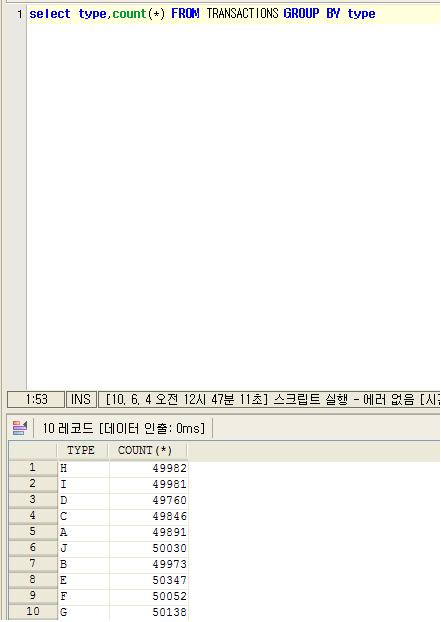 1 select type,count(*) FROM TRANSACTIONS GROUP BY type
1:53 INS [10, 6, 4 오전 12시 47분 11초] 스크립트 실행 - 에러 없음 [시간
10 레코드 [데이터 인출: 0ms]
TYPE COUNT(*)
1 H 49982
2 I 49981
3 D 49760
4 C 49846
5 A 49891
6 J 50030
7 B 49973
8 E 50347
9 F 50052
10 G 50138